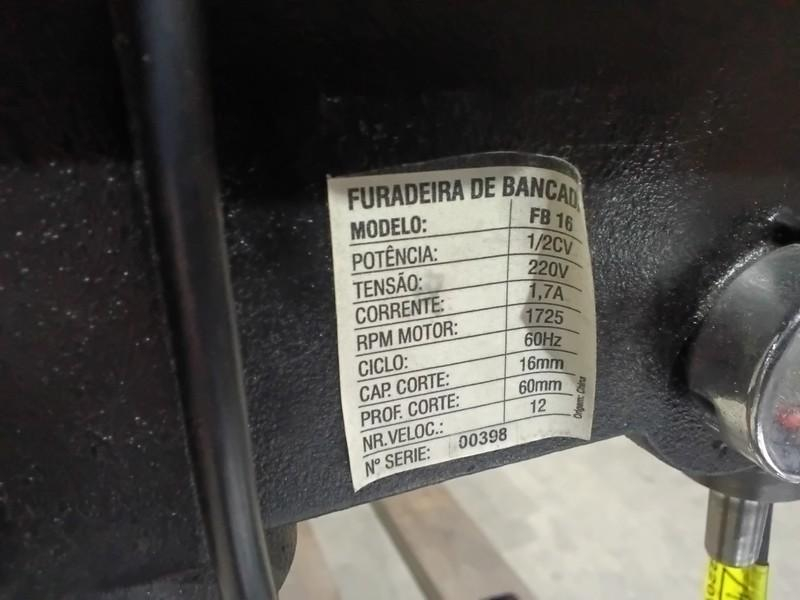 FURADEIRA DE BANCAD
MODELO: FB 16
POTÊNCIA: 1/2CV
TENSÃO: 220V
CORRENTE: 1,7A
RPM MOTOR: 1725
CICLO: 60Hz
CAP. CORTE: 16mm
PROF. CORTE: 60mm
NR.VELOC.: 12
Nº SERIE: 00398
Origem: China